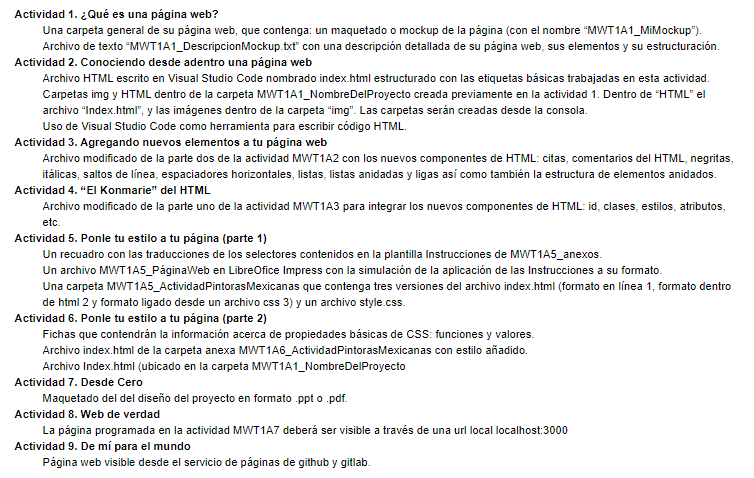 Actividad 1. ¿Qué es una página web?
Una carpeta general de su página web, que contenga: un maquetado o mockup de la página (con el nombre “MWT1A1_MiMockup”).
Archivo de texto “MWT1A1_DescripcionMockup.txt” con una descripción detallada de su página web, sus elementos y su estructuración.
Actividad 2. Conociendo desde adentro una página web
Archivo HTML escrito en Visual Studio Code nombrado index.html estructurado con las etiquetas básicas trabajadas en esta actividad.
Carpetas img y HTML dentro de la carpeta MWT1A1_NombreDelProyecto creada previamente en la actividad 1. Dentro de “HTML” el
archivo “Index.html”, y las imágenes dentro de la carpeta “img”. Las carpetas serán creadas desde la consola.
Uso de Visual Studio Code como herramienta para escribir código HTML.
Actividad 3. Agregando nuevos elementos a tu página web
Archivo modificado de la parte dos de la actividad MWT1A2 con los nuevos componentes de HTML: citas, comentarios del HTML, negritas,
itálicas, saltos de línea, espaciadores horizontales, listas, listas anidadas y ligas así como también la estructura de elementos anidados.
Actividad 4. “El Konmarie” del HTML
Archivo modificado de la parte uno de la actividad MWT1A3 para integrar los nuevos componentes de HTML: id, clases, estilos, atributos,
etc.
Actividad 5. Ponle tu estilo a tu página (parte 1)
Un recuadro con las traducciones de los selectores contenidos en la plantilla Instrucciones de MWT1A5_anexos.
Un archivo MWT1A5_PáginaWeb en LibreOfice Impress con la simulación de la aplicación de las Instrucciones a su formato.
Una carpeta MWT1A5_ActividadPintorasMexicanas que contenga tres versiones del archivo index.html (formato en línea 1, formato dentro
de html 2 y formato ligado desde un archivo css 3) y un archivo style.css.
Actividad 6. Ponle tu estilo a tu página (parte 2)
Fichas que contendrán la información acerca de propiedades básicas de CSS: funciones y valores.
Archivo index.html de la carpeta anexa MWT1A6_ActividadPintorasMexicanas con estilo añadido.
Archivo Index.html (ubicado en la carpeta MWT1A1_NombreDelProyecto
Actividad 7. Desde Cero
Maquetado del del diseño del proyecto en formato .ppt o .pdf.
Actividad 8. Web de verdad
La página programada en la actividad MWT1A7 deberá ser visible a través de una url local localhost:3000
Actividad 9. De mí para el mundo
Página web visible desde el servicio de páginas de github y gitlab.